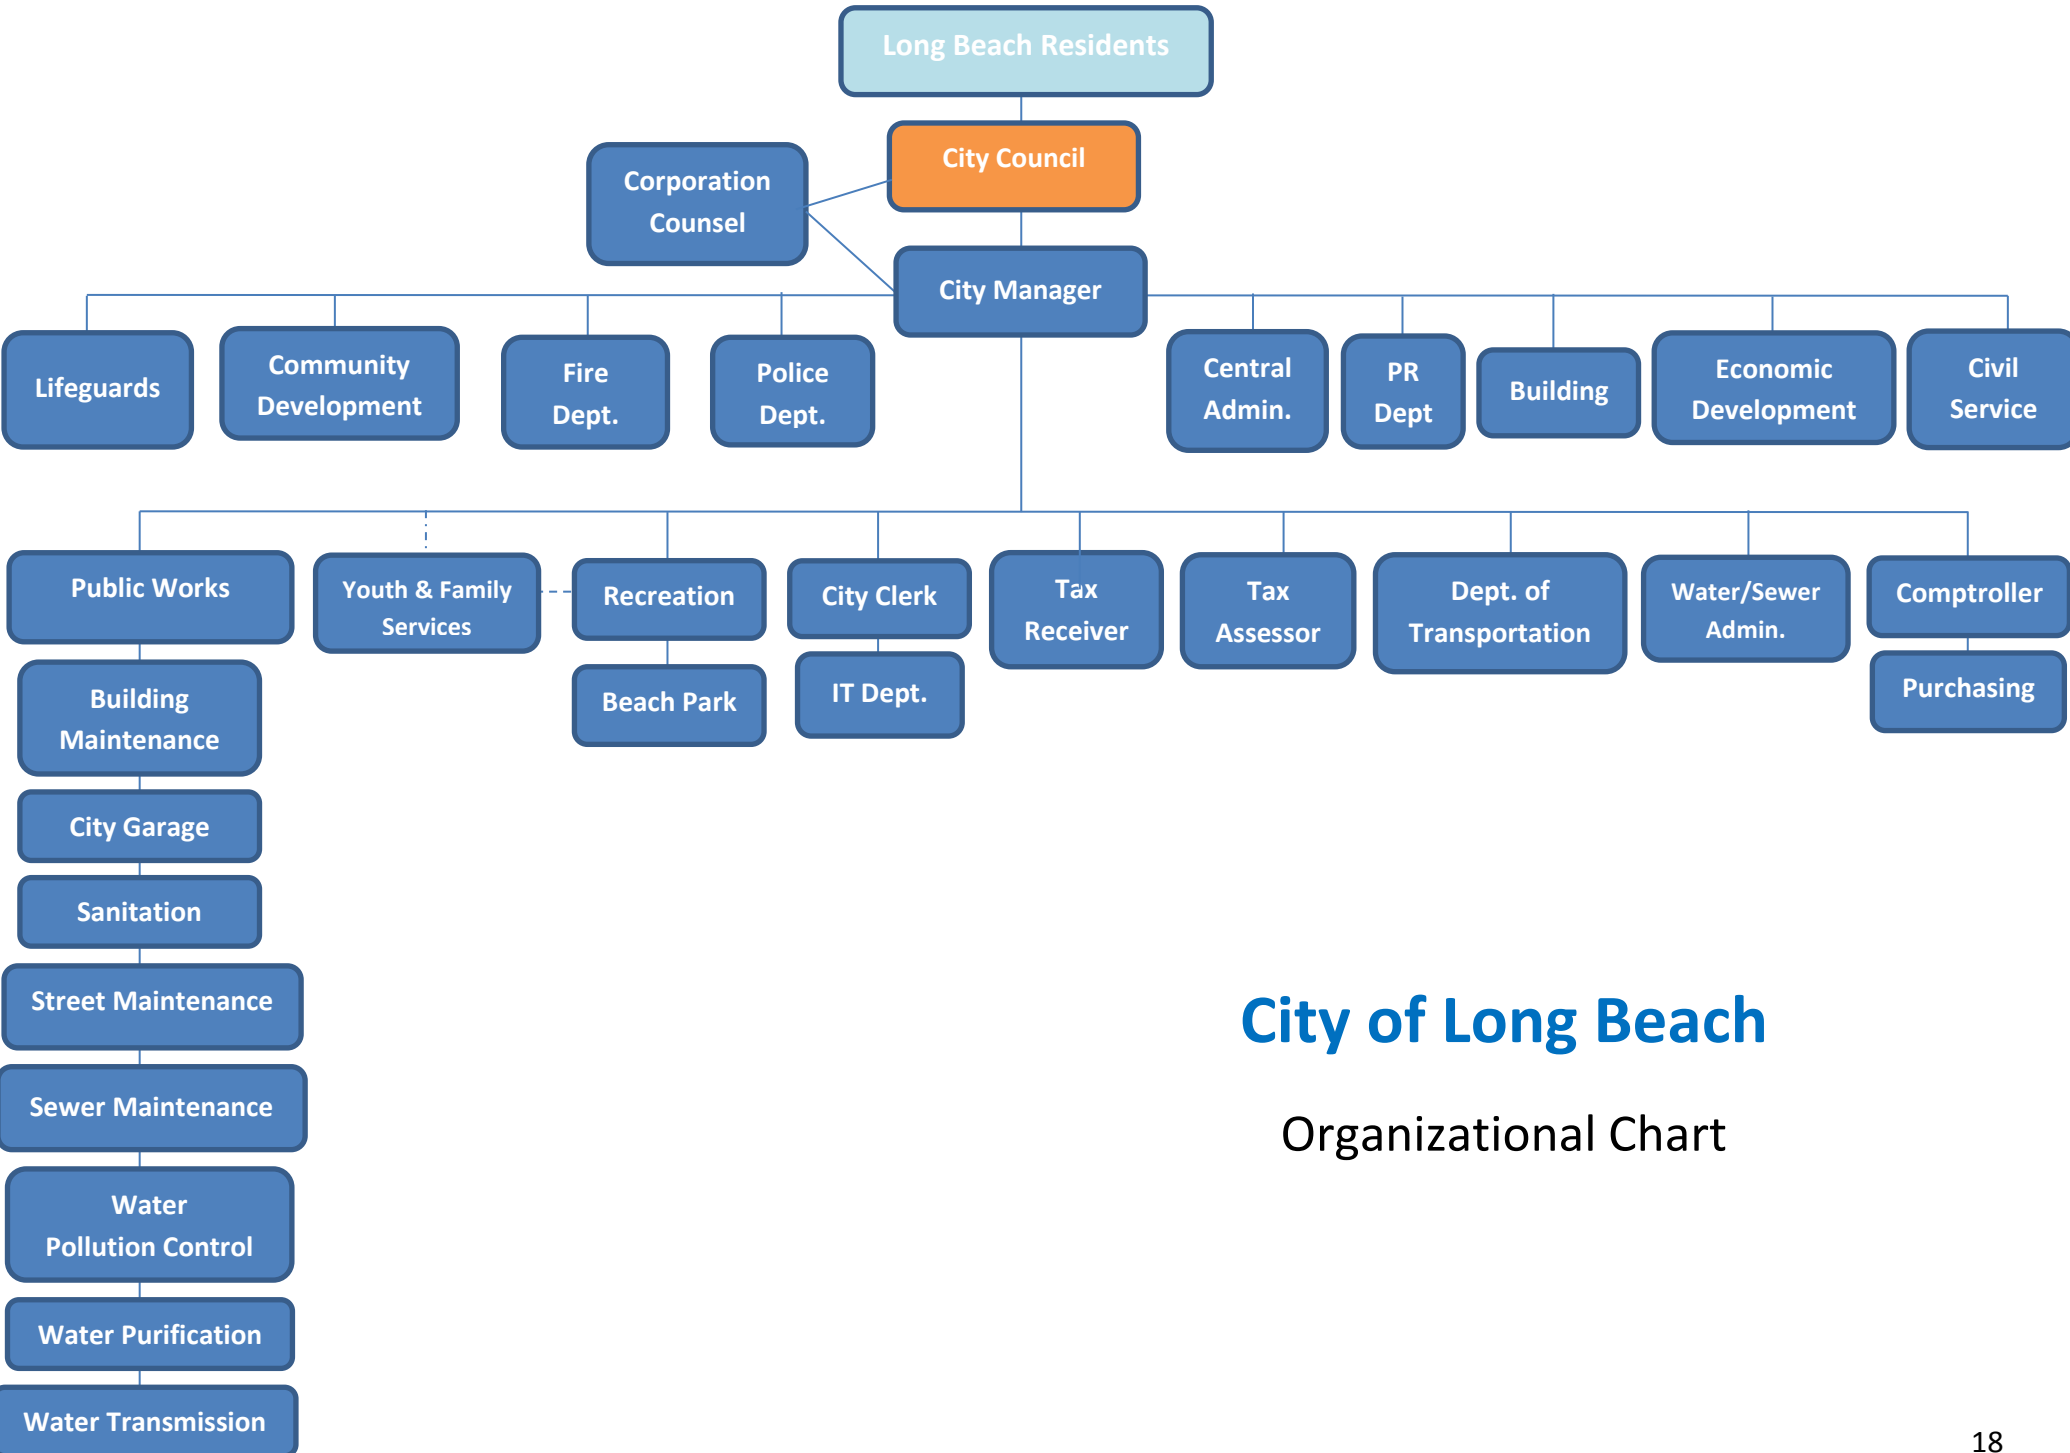 Long Beach Residents
City Council
Corporation
Counsel
City Manager
Lifeguards
Community
Development
Fire
Dept.
Police
Dept.
Central
Admin.
PR
Dept
Building
Economic
Development
Civil
Service
Public Works
Youth & Family
Services
Recreation
City Clerk
Tax
Receiver
Tax
Assessor
Dept. of
Transportation
Water/Sewer
Admin.
Comptroller
Building
Maintenance
Beach Park
IT Dept.
Purchasing
City Garage
Sanitation
Street Maintenance
Sewer Maintenance
Water
Pollution Control
Water Purification
Water Transmission
City of Long Beach
Organizational Chart
18